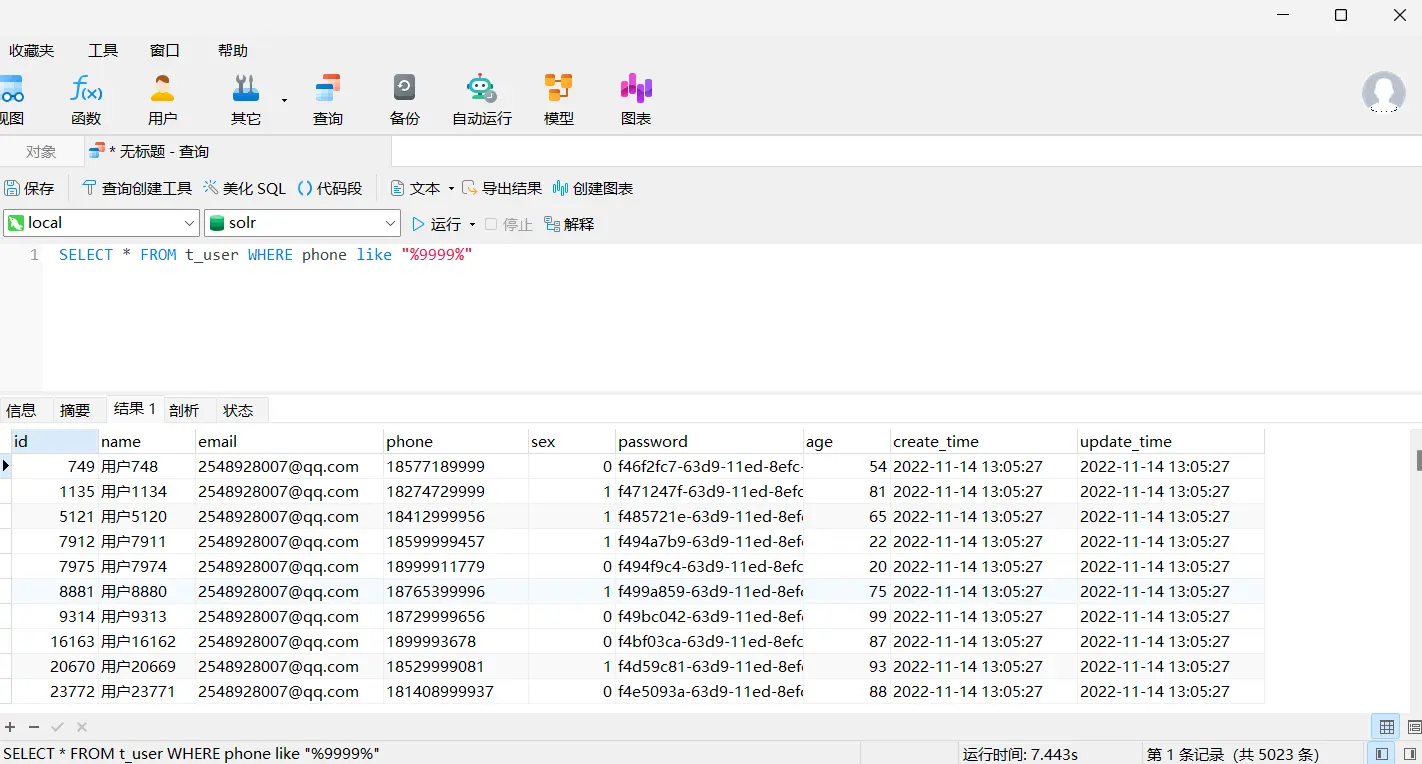 收藏夹 工具 窗口 帮助
视图 函数 用户 其它 查询 备份 自动运行 模型 图表
对象 * 无标题 - 查询
保存 查询创建工具 美化 SQL () 代码段 文本 导出结果 创建图表
local solr 运行 停止 解释
1 SELECT * FROM t_user WHERE phone like "%9999%"
信息 摘要 结果 1 剖析 状态
id name email phone sex password age create_time update_time
749 用户748 2548928007@qq.com 18577189999 0 f46f2fc7-63d9-11ed-8efc- 54 2022-11-14 13:05:27 2022-11-14 13:05:27
1135 用户1134 2548928007@qq.com 18274729999 1 f471247f-63d9-11ed-8efc 81 2022-11-14 13:05:27 2022-11-14 13:05:27
5121 用户5120 2548928007@qq.com 18412999956 1 f485721e-63d9-11ed-8efc 65 2022-11-14 13:05:27 2022-11-14 13:05:27
7912 用户7911 2548928007@qq.com 18599999457 1 f494a7b9-63d9-11ed-8efc 22 2022-11-14 13:05:27 2022-11-14 13:05:27
7975 用户7974 2548928007@qq.com 18999911779 0 f494f9c4-63d9-11ed-8efc 20 2022-11-14 13:05:27 2022-11-14 13:05:27
8881 用户8880 2548928007@qq.com 18765399996 1 f499a859-63d9-11ed-8efc 75 2022-11-14 13:05:27 2022-11-14 13:05:27
9314 用户9313 2548928007@qq.com 18729999656 0 f49bc042-63d9-11ed-8efc 99 2022-11-14 13:05:27 2022-11-14 13:05:27
16163 用户16162 2548928007@qq.com 1899993678 0 f4bf03ca-63d9-11ed-8efc 87 2022-11-14 13:05:27 2022-11-14 13:05:27
20670 用户20669 2548928007@qq.com 18529999081 1 f4d59c81-63d9-11ed-8efc 93 2022-11-14 13:05:27 2022-11-14 13:05:27
23772 用户23771 2548928007@qq.com 181408999937 0 f4e5093a-63d9-11ed-8efc 88 2022-11-14 13:05:27 2022-11-14 13:05:27
SELECT * FROM t_user WHERE phone like "%9999%" 运行时间: 7.443s 第 1 条记录 (共 5023 条)